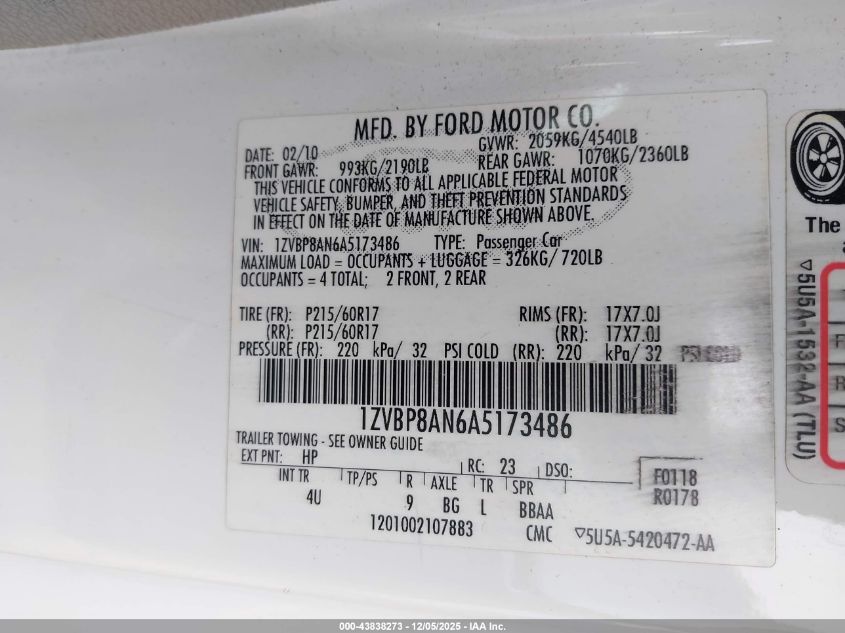 MFD. BY FORD MOTOR CO.
DATE: 02/10 GVWR: 2059KG/4540LB
FRONT GAWR: 993KG/2190LB REAR GAWR: 1070KG/2360LB
THIS VEHICLE CONFORMS TO ALL APPLICABLE FEDERAL MOTOR
VEHICLE SAFETY, BUMPER, AND THEFT PREVENTION STANDARDS
IN EFFECT ON THE DATE OF MANUFACTURE SHOWN ABOVE.
VIN: 1ZVBP8AN6A5173486 TYPE: Passenger Car
MAXIMUM LOAD = OCCUPANTS + LUGGAGE = 326KG/ 720LB
OCCUPANTS = 4 TOTAL; 2 FRONT, 2 REAR
TIRE (FR): P215/60R17 RIMS (FR): 17X7.0J
(RR): P215/60R17 (RR): 17X7.0J
PRESSURE (FR): 220 kPa/ 32 PSI COLD (RR): 220 kPa/ 32 PSI COLD
1ZVBP8AN6A5173486
TRAILER TOWING - SEE OWNER GUIDE
EXT PNT: HP RC: 23 DSO: F0118
INT TR TP/PS R AXLE TR SPR R0178
4U 9 BG L BBAA
1201002107883 CMC ▽5U5A-5420472-AA
The
▽5U5A-1532-AA (TLU)
F
R
S
000-43838273 - 12/05/2025 - IAA Inc.